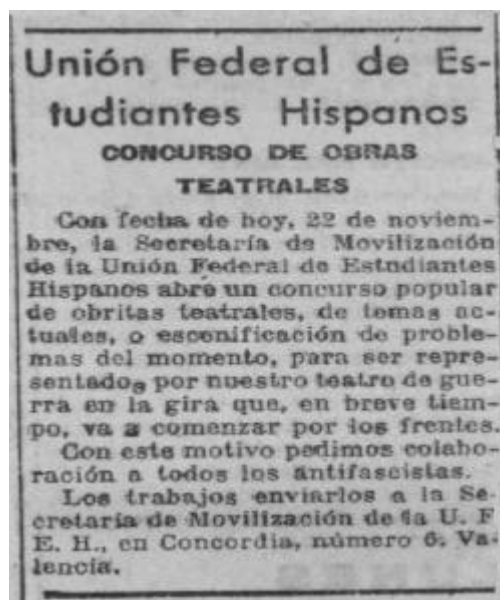 Unión Federal de Es-
tudiantes Hispanos
CONCURSO DE OBRAS
TEATRALES
Con fecha de hoy, 22 de noviem-
bre, la Secretaría de Movilización
de la Unión Federal de Estudiantes
Hispanos abre un concurso popular
de obritas teatrales, de temas ac-
tuales, o escenificación de proble-
mas del momento, para ser repre-
sentados por nuestro teatro de gue-
rra en la gira que, en breve tiem-
po, va a comenzar por los frentes.
Con este motivo pedimos colabo-
ración a todos los antifascistas.
Los trabajos enviarlos a la Se-
cretaría de Movilización de la U. F
E. H., en Concordia, número 6. Va-
lencia.